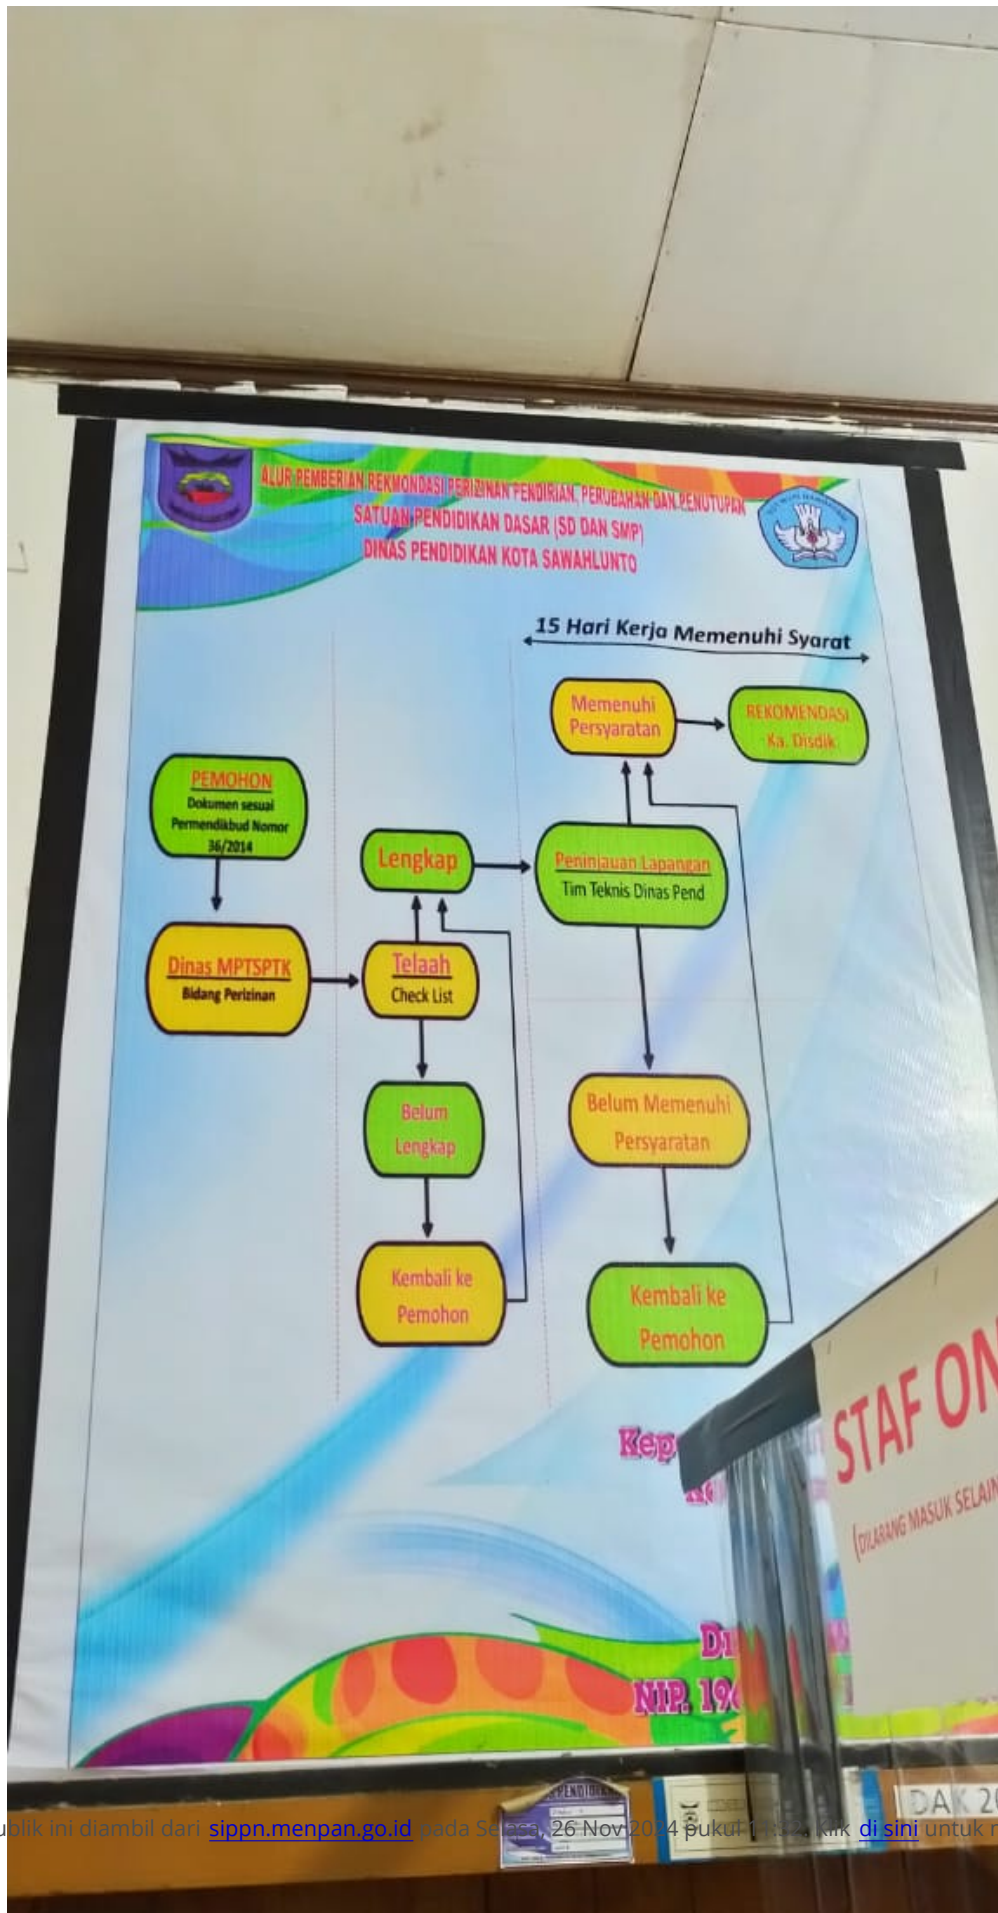 ALUR PEMBERIAN REKMONDASI PERIZINAN PENDIRIAN, PERUBAHAN DAN PENUTUPAN
SATUAN PENDIDIKAN DASAR (SD DAN SMP)
DINAS PENDIDIKAN KOTA SAWAHLUNTO
15 Hari Kerja Memenuhi Syarat
Memenuhi
Persyaratan
REKOMENDASI
Ka. Disdik
PEMOHON
Dokumen sesuai
Permendikbud Nomor
36/2014
Lengkap
Peninjauan Lapangan
Tim Teknis Dinas Pend
Dinas MPTSPTK
Bidang Perizinan
Telaah
Check List
Belum
Lengkap
Belum Memenuhi
Persyaratan
Kembali ke
Pemohon
Kembali ke
Pemohon
STAF ON
(DILARANG MASUK SELAIN
Kep
NIP. 196
PENDIDIK
DAK 20
ublik ini diambil dari sippn.menpan.go.id pada Selasa, 26 Nov 2024 pukul Klik di sini untuk